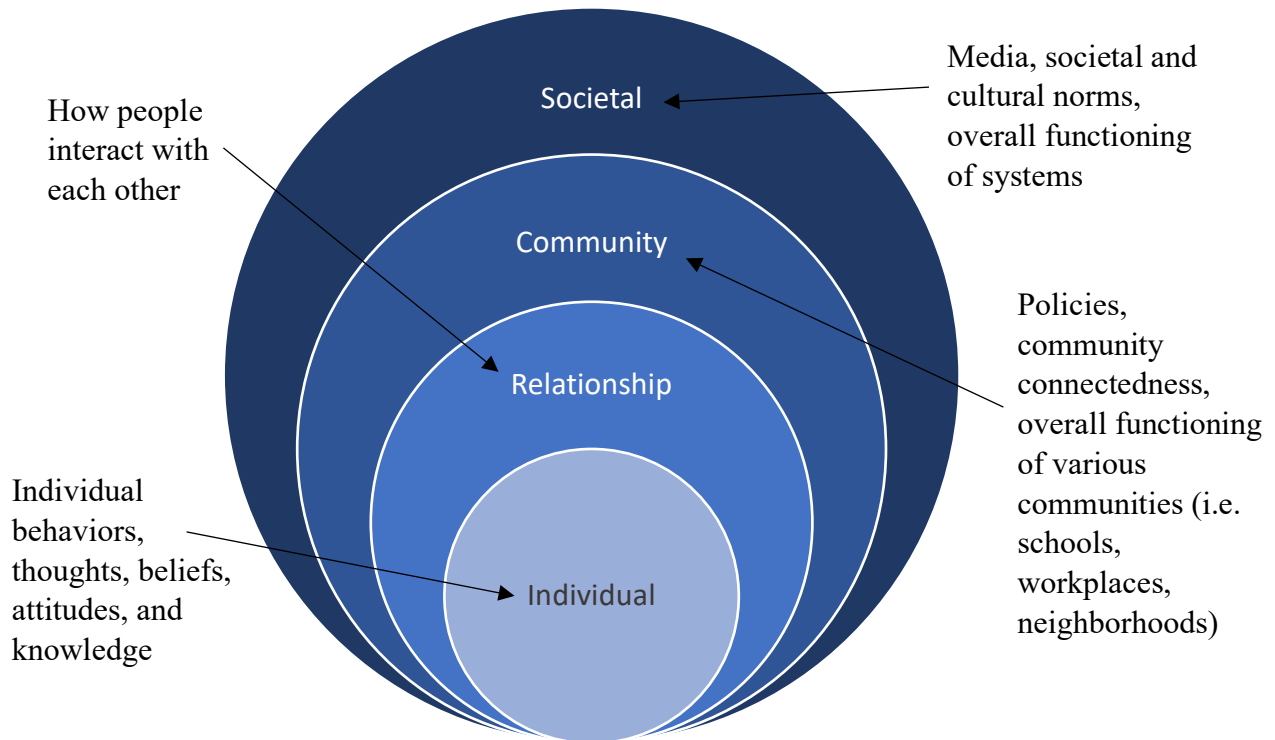 Societal
Media, societal and
cultural norms,
overall functioning
of systems
How people
interact with
each other
Community
Policies,
community
connectedness,
overall functioning
of various
communities (i.e.
schools,
workplaces,
neighborhoods)
Relationship
Individual
behaviors,
thoughts, beliefs,
attitudes, and
knowledge
Individual